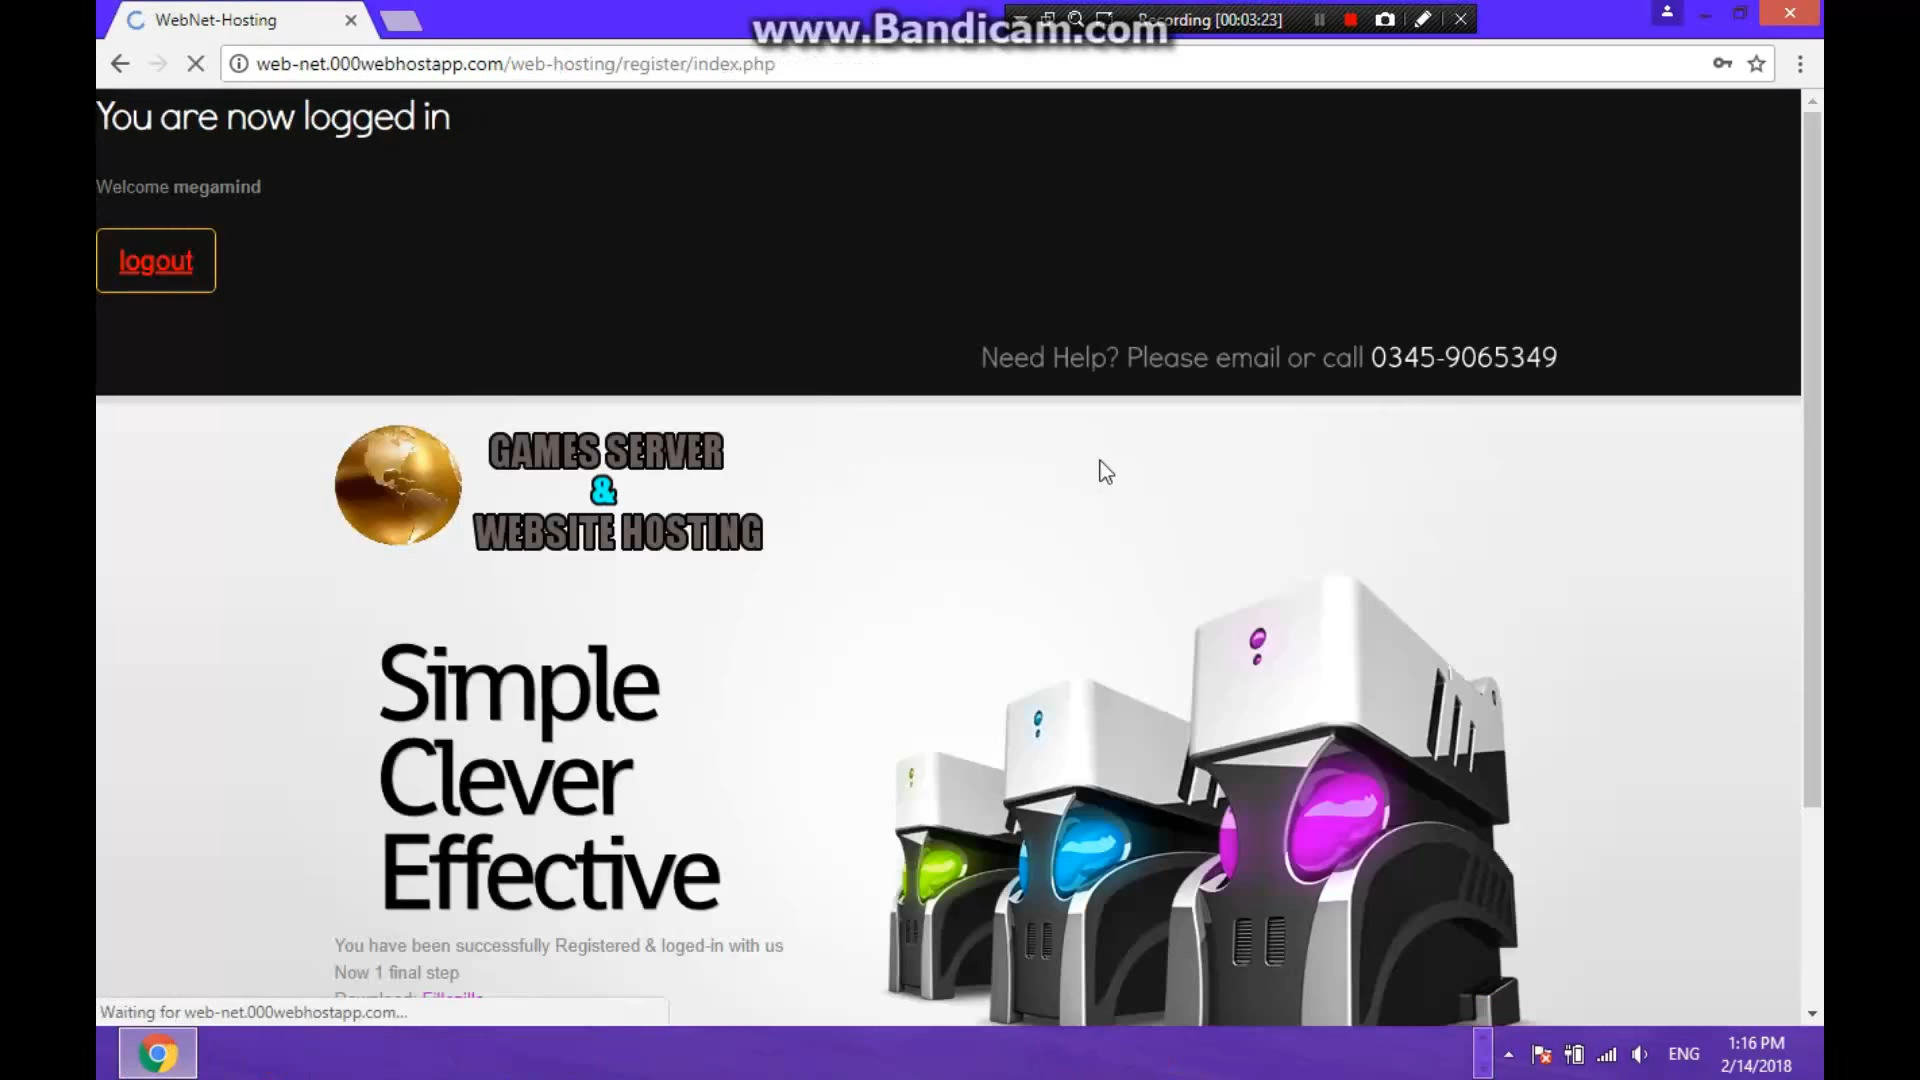 WebNet-Hosting
www.Bandicam.com
Recording [00:03:23]
web-net.000webhostapp.com/web-hosting/register/index.php
You are now logged in
Welcome megamind
logout
Need Help? Please email or call 0345-9065349
GAMES SERVER
&
WEBSITE HOSTING
Simple
Clever
Effective
You have been successfully Registered & loged-in with us
Now 1 final step
Waiting for web-net.000webhostapp.com...
ENG
1:16 PM
2/14/2018